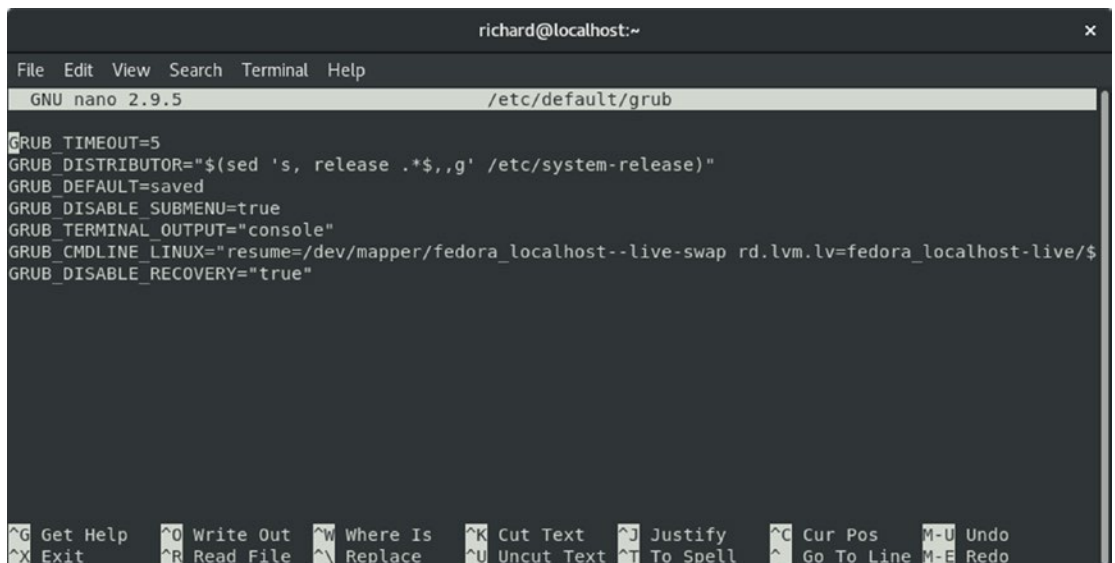 richard@localhost:~ ×
File Edit View Search Terminal Help
GNU nano 2.9.5 /etc/default/grub
GRUB_TIMEOUT=5
GRUB_DISTRIBUTOR="$(sed 's, release .*$,,g' /etc/system-release)"
GRUB_DEFAULT=saved
GRUB_DISABLE_SUBMENU=true
GRUB_TERMINAL_OUTPUT="console"
GRUB_CMDLINE_LINUX="resume=/dev/mapper/fedora_localhost--live-swap rd.lvm.lv=fedora_localhost-live/$
GRUB_DISABLE_RECOVERY="true"
^G Get Help ^O Write Out ^W Where Is ^K Cut Text ^J Justify ^C Cur Pos M-U Undo
^X Exit ^R Read File ^\ Replace ^U Uncut Text ^T To Spell ^_ Go To Line M-E Redo